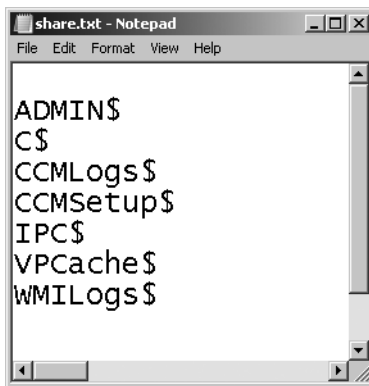 share.txt - Notepad
File Edit Format View Help
ADMIN$
C$
CCMLogs$
CCMSetup$
IPC$
VPCache$
WMILogs$